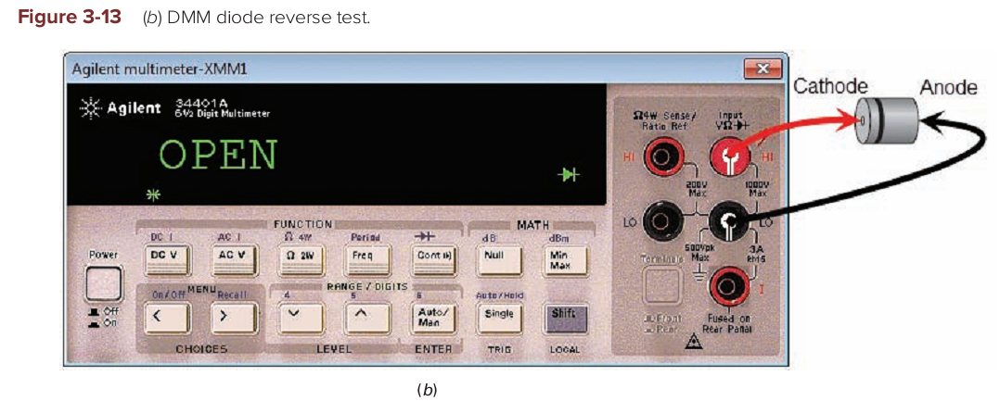 Figure 3-13 (b) DMM diode reverse test.
Agilent multimeter-XMM1
Cathode Anode
Agilent 34401A
6½ Digit Multimeter
OPEN
Ω4W Sense/
Ratio Ref
Input
VΩ
HI HI
200V
Max
1000V
Max
LO LO
500Vpk
Max
3A
RMS
Terminals
I
Front
Rear
Fused on
Rear Panal
FUNCTION MATH
DC I AC I Ω 4W Period dB dBm
Power DC V AC V Ω 2W Freq Cont Null Min
Max
MENU RANGE / DIGITS
On/Off Recall 4 5 6 Auto/Hold
Off
On
< > Auto/
Man Single Shift
CHOICES LEVEL ENTER TRIG LOCAL
(b)